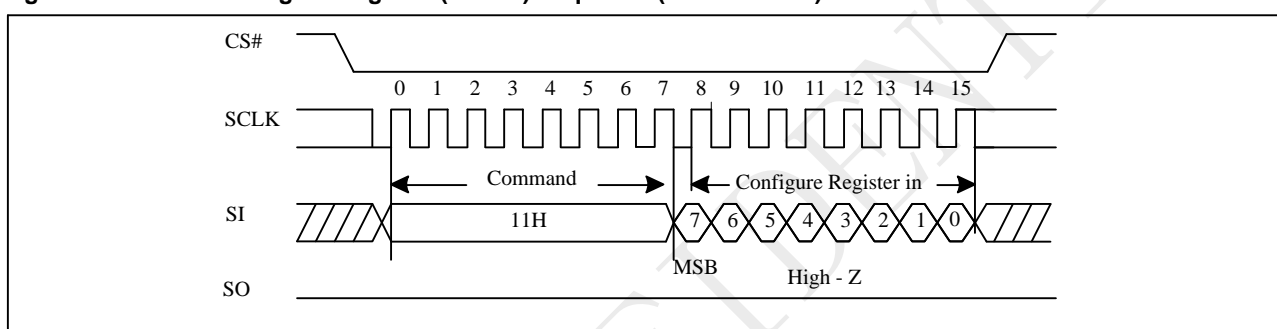 CS#
0 1 2 3 4 5 6 7 8 9 10 11 12 13 14 15
SCLK
Command
Configure Register in
SI
11H
7 6 5 4 3 2 1 0
MSB
High - Z
SO